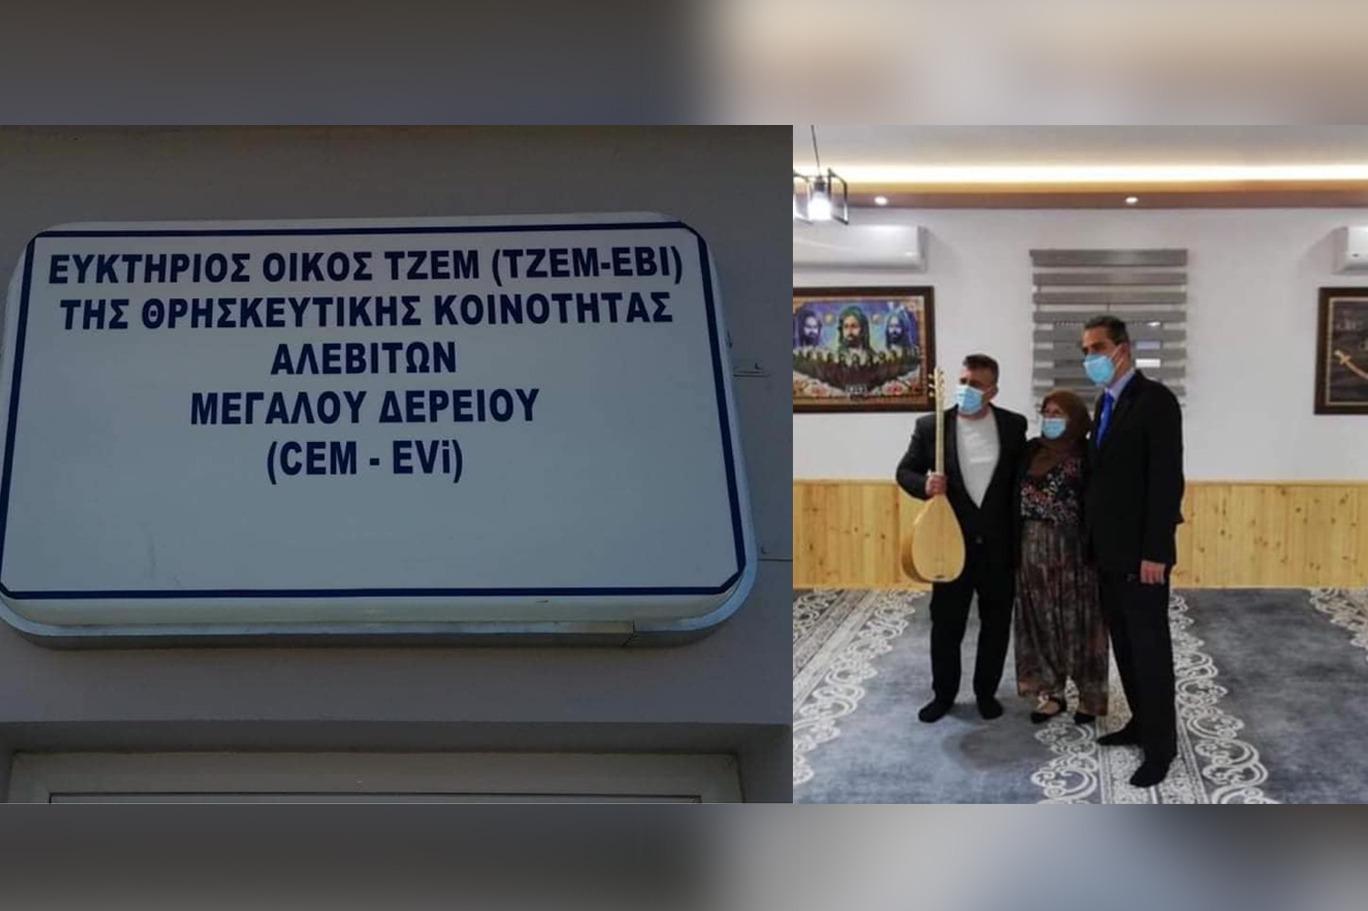 ΕΥΚΤΗΡΙΟΣ ΟΙΚΟΣ ΤΖΕΜ (ΤΖΕΜ-ΕΒΙ)
ΤΗΣ ΘΡΗΣΚΕΥΤΙΚΗΣ ΚΟΙΝΟΤΗΤΑΣ
ΑΛΕΒΙΤΩΝ
ΜΕΓΑΛΟΥ ΔΕΡΕΙΟΥ
(CEM - EVi)